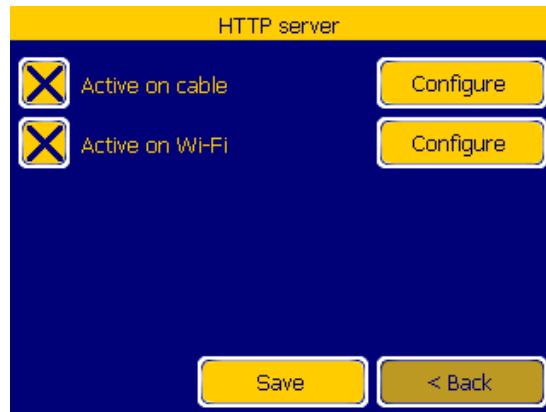 HTTP server
Active on cable
Configure
Active on Wi-Fi
Configure
Save
< Back